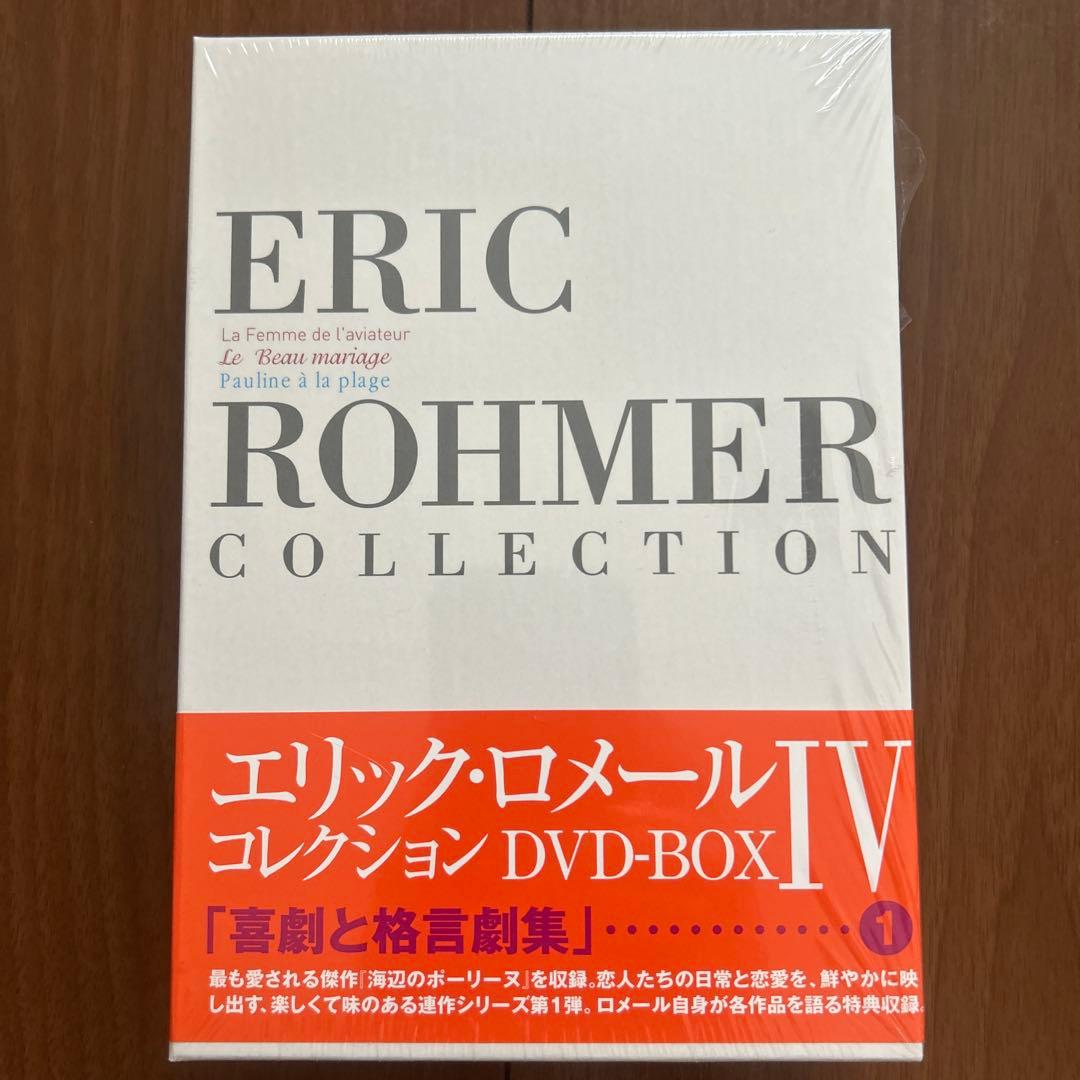 ERIC
La Femme de l'aviateur
Le Beau mariage
Pauline à la plage
ROHMER
COLLECTION
エリック・ロメール
コレクション DVD-BOX IV
「喜劇と格言劇集」…………❶
最も愛される傑作『海辺のポーリーヌ』を収録。恋人たちの日常と恋愛を、鮮やかに映
し出す、楽しくて味のある連作シリーズ第1弾。ロメール自身が各作品を語る特典収録。